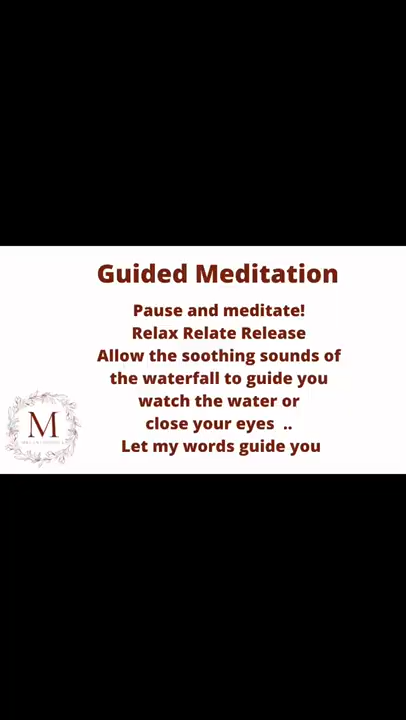 Guided Meditation
Pause and meditate!
Relax Relate Release
Allow the soothing sounds of
the waterfall to guide you
watch the water or
close your eyes ..
Let my words guide you
M